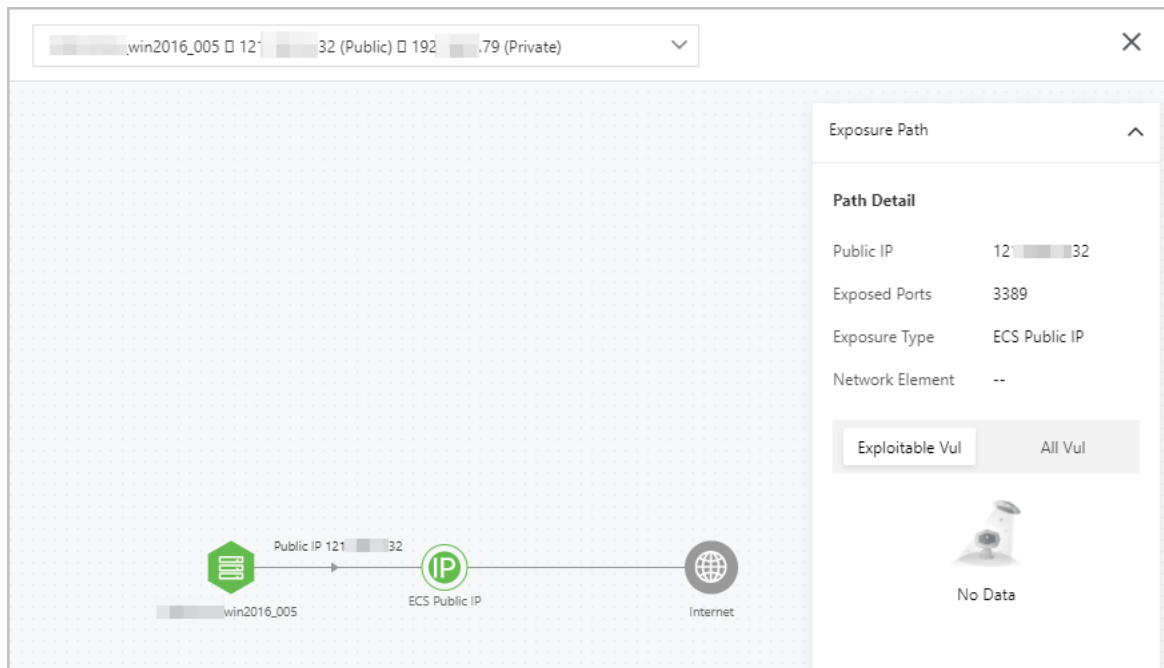 win2016_005 ▯ 121 32 (Public) ▯ 192 .79 (Private)
Exposure Path
Path Detail
Public IP 121 32
Exposed Ports 3389
Exposure Type ECS Public IP
Network Element --
Exploitable Vul All Vul
No Data
Public IP 121 32
IP
ECS Public IP
Internet
win2016_005